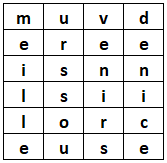 m u v d
e r e e
i s n n
l s i i
l o r c
e u s e